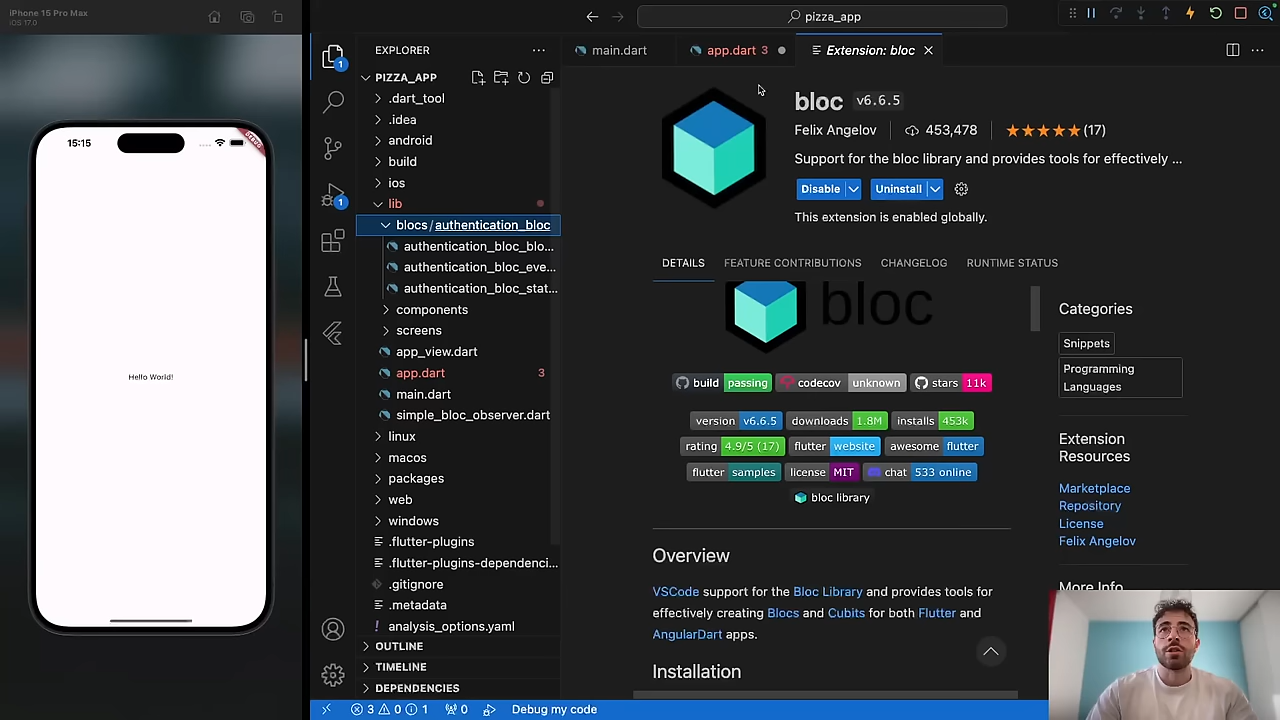 iPhone 15 Pro Max
iOS 17.0
15:15
DEBUG
Hello World!
pizza_app
EXPLORER
PIZZA_APP
.dart_tool
.idea
android
build
ios
lib
blocs / authentication_bloc
authentication_bloc_blo...
authentication_bloc_eve...
authentication_bloc_stat...
components
screens
app_view.dart
app.dart 3
main.dart
simple_bloc_observer.dart
linux
macos
packages
web
windows
.flutter-plugins
.flutter-plugins-dependenci...
.gitignore
.metadata
analysis_options.yaml
OUTLINE
TIMELINE
DEPENDENCIES
1
1
main.dart
app.dart 3
Extension: bloc
bloc v6.6.5
Felix Angelov
453,478
(17)
Support for the bloc library and provides tools for effectively ...
Disable
Uninstall
This extension is enabled globally.
DETAILS
FEATURE CONTRIBUTIONS
CHANGELOG
RUNTIME STATUS
bloc
build passing
codecov unknown
stars 11k
version v6.6.5
downloads 1.8M
installs 453k
rating 4.9/5 (17)
flutter website
awesome flutter
flutter samples
license MIT
chat 533 online
bloc library
Overview
VSCode support for the Bloc Library and provides tools for
effectively creating Blocs and Cubits for both Flutter and
AngularDart apps.
Installation
Categories
Snippets
Programming
Languages
Extension
Resources
Marketplace
Repository
License
Felix Angelov
More Info
3 0 1
0
Debug my code